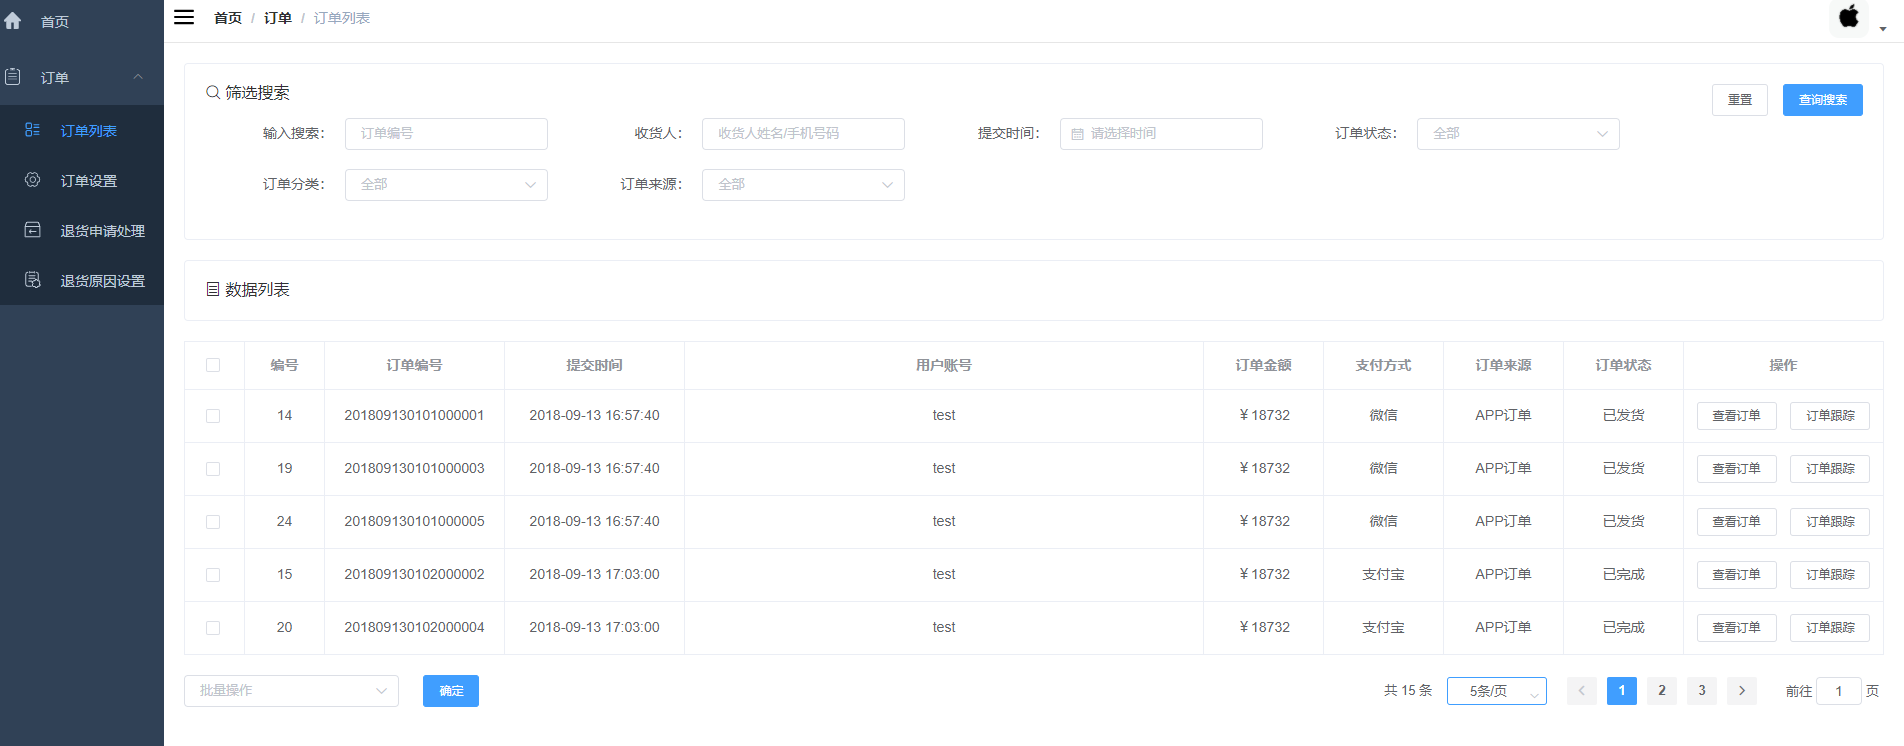 首页
订单
订单列表
订单设置
退货申请处理
退货原因设置
首页 / 订单 / 订单列表
筛选搜索
重置 查询搜索
输入搜索： 订单编号 收货人： 收货人姓名/手机号码 提交时间： 请选择时间 订单状态： 全部
订单分类： 全部 订单来源： 全部
数据列表
编号 订单编号 提交时间 用户账号 订单金额 支付方式 订单来源 订单状态 操作
14 201809130101000001 2018-09-13 16:57:40 test ￥18732 微信 APP订单 已发货 查看订单 订单跟踪
19 201809130101000003 2018-09-13 16:57:40 test ￥18732 微信 APP订单 已发货 查看订单 订单跟踪
24 201809130101000005 2018-09-13 16:57:40 test ￥18732 微信 APP订单 已发货 查看订单 订单跟踪
15 201809130102000002 2018-09-13 17:03:00 test ￥18732 支付宝 APP订单 已完成 查看订单 订单跟踪
20 201809130102000004 2018-09-13 17:03:00 test ￥18732 支付宝 APP订单 已完成 查看订单 订单跟踪
批量操作 确定 共 15 条 5条/页 1 2 3 前往 1 页